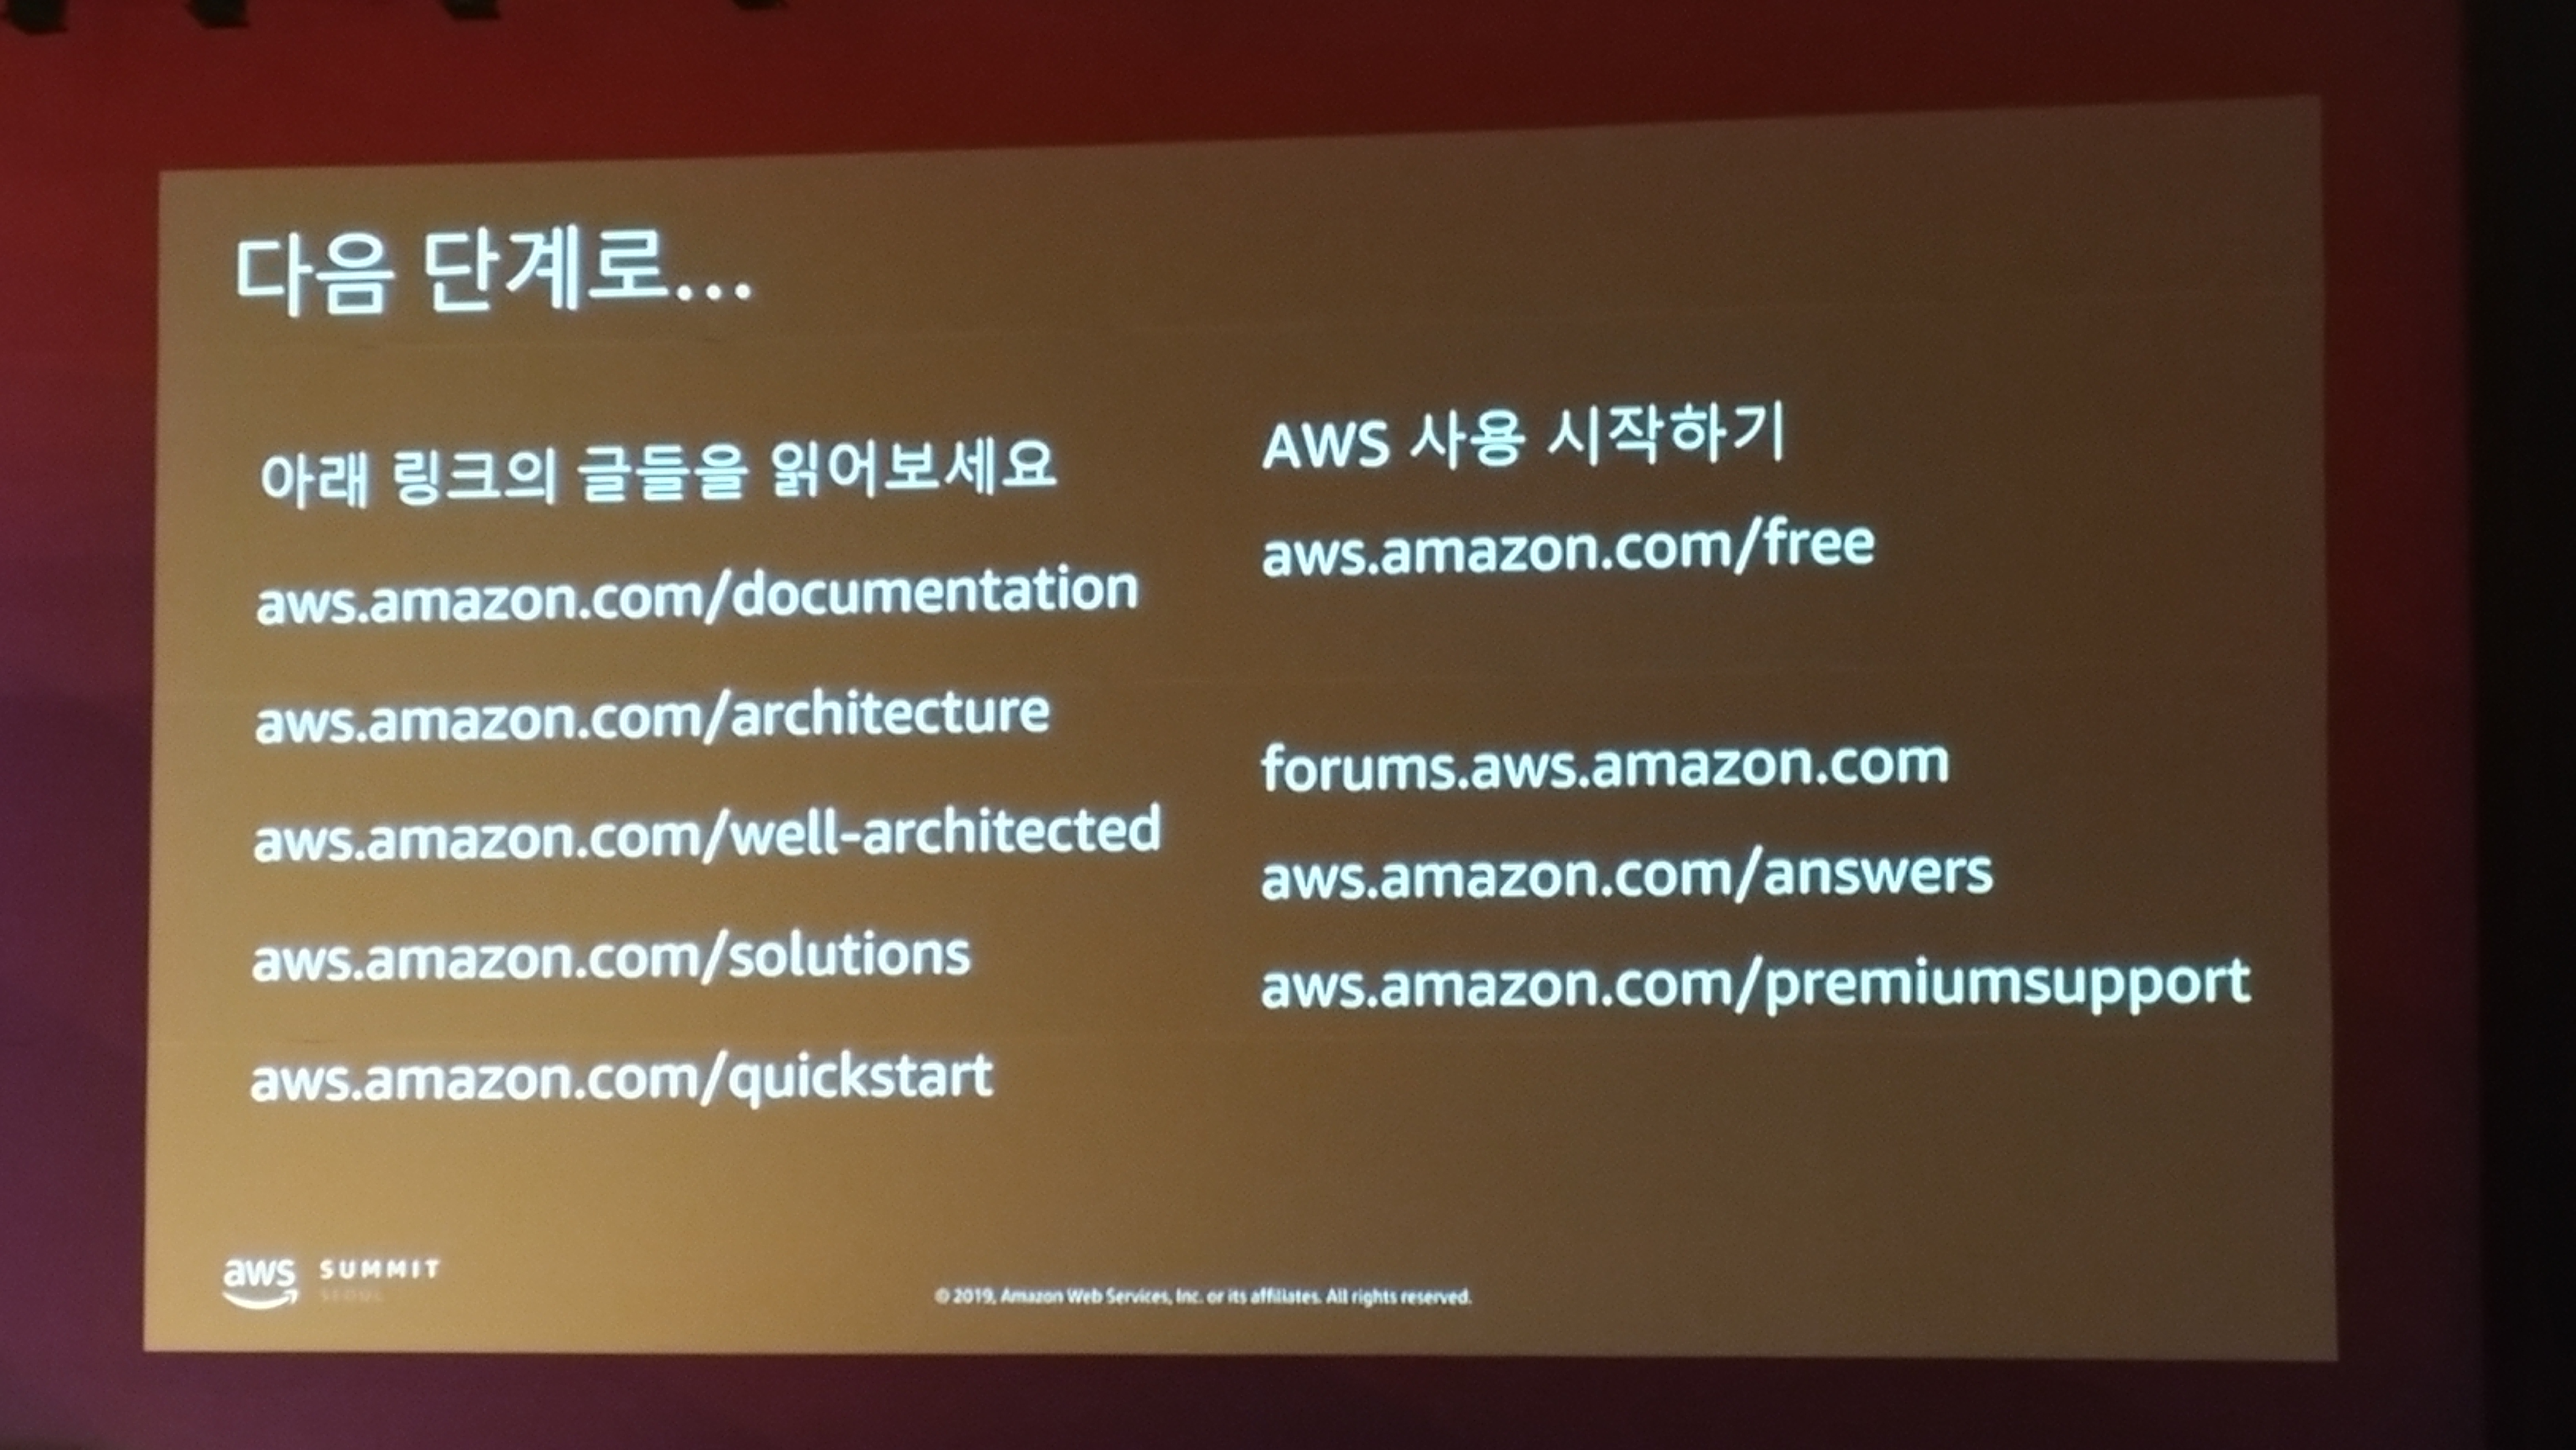 다음 단계로...
아래 링크의 글들을 읽어보세요
aws.amazon.com/documentation
aws.amazon.com/architecture
aws.amazon.com/well-architected
aws.amazon.com/solutions
aws.amazon.com/quickstart
AWS 사용 시작하기
aws.amazon.com/free
forums.aws.amazon.com
aws.amazon.com/answers
aws.amazon.com/premiumsupport
aws SUMMIT
SEOUL
© 2019, Amazon Web Services, Inc. or its affiliates. All rights reserved.